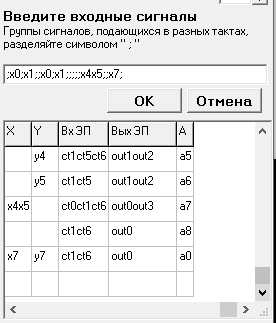 Введите входные сигналы
Группы сигналов, подающихся в разных тактах,
разделяйте символом " ; "
;x0;x1;;x0;x1;;;;;x4x5;;x7;
OK Отмена
X Y Вх ЭП Вых ЭП A
y4 ct1ct5ct6 out1out2 a5
y5 ct1ct5 out1out2 a6
x4x5 ct0ct1ct6 out0out3 a7
ct1ct6 out0 a8
x7 y7 ct1ct6 out0 a0